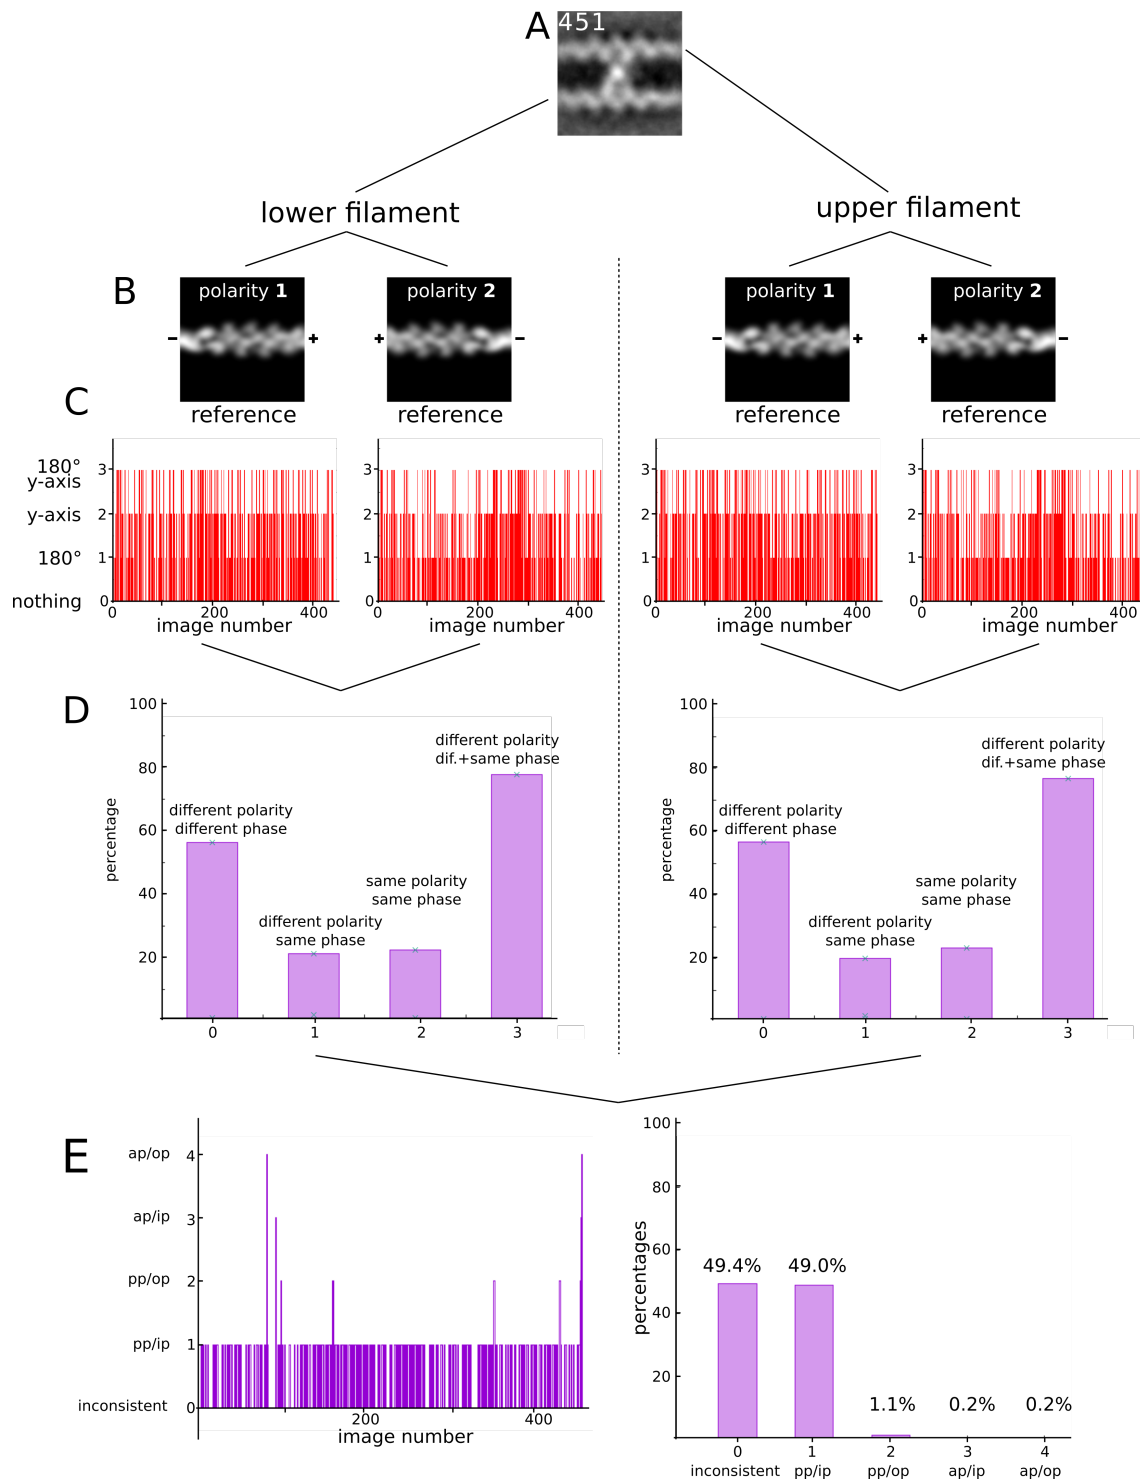 A
451
lower filament
upper filament
B
polarity 1
polarity 2
polarity 1
polarity 2
− +
+ −
− +
+ −
C
reference
reference
reference
reference
180°
y-axis
y-axis
180°
nothing
3
2
1
0
0 200 400
image number
3
2
1
0
0 200 400
image number
3
2
1
0
0 200 400
image number
3
2
1
0
0 200 400
image number
D
percentage
100
80
60
40
20
different polarity
different phase
different polarity
same phase
same polarity
same phase
different polarity
dif.+same phase
0 1 2 3
percentage
100
80
60
40
20
different polarity
different phase
different polarity
same phase
same polarity
same phase
different polarity
dif.+same phase
0 1 2 3
E
ap/op 4
ap/ip 3
pp/op 2
pp/ip 1
inconsistent 0
200 400
image number
percentages
100
80
60
40
20
49.4% 49.0% 1.1% 0.2% 0.2%
0 1 2 3 4
inconsistent pp/ip pp/op ap/ip ap/op